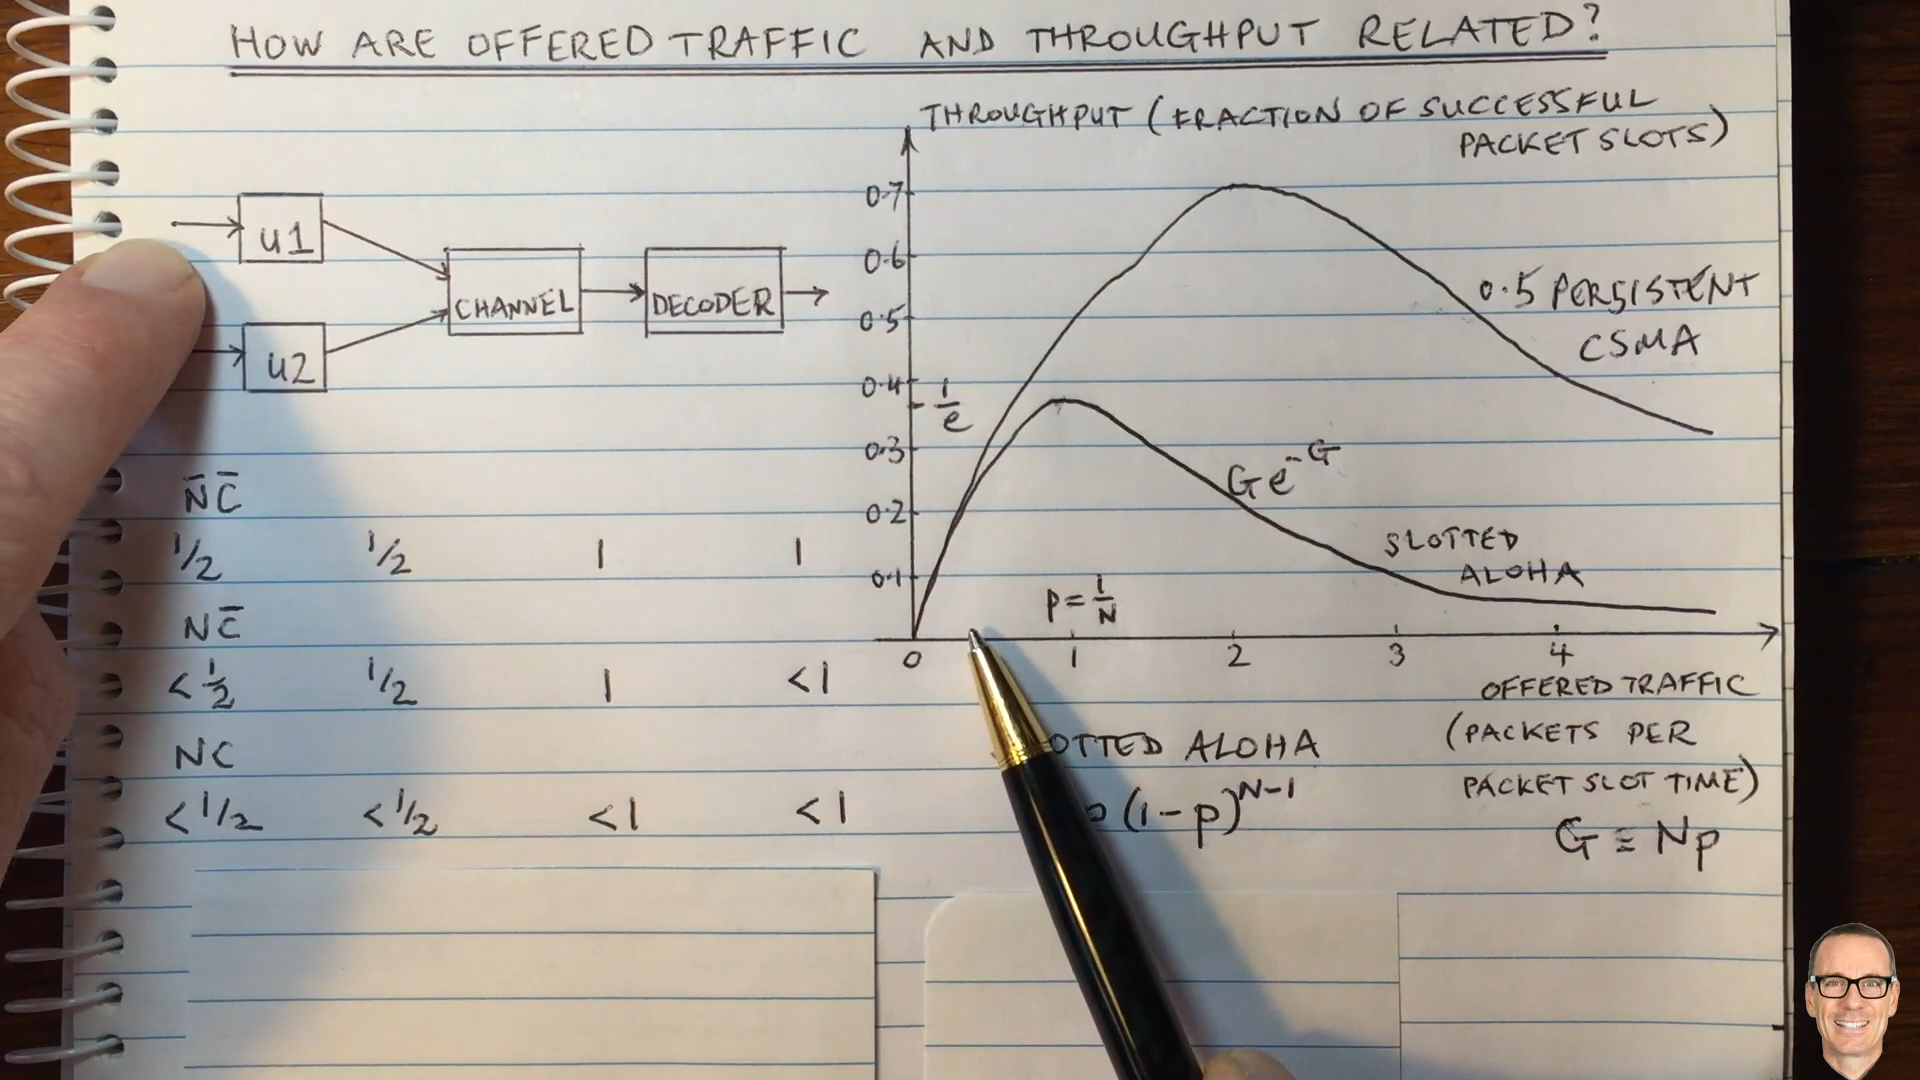 HOW ARE OFFERED TRAFFIC AND THROUGHPUT RELATED?
THROUGHPUT (FRACTION OF SUCCESSFUL
PACKET SLOTS)
u1
u2
CHANNEL
DECODER
N̅ C̅
1/2 1/2 1 1
N C̅
<1/2 1/2 1 <1
NC
<1/2 <1/2 <1 <1
0.7
0.6
0.5
0.4
1/e
0.3
0.2
0.1
0 1 2 3 4
0.5 PERSISTENT
CSMA
Ge^-G
SLOTTED
ALOHA
p = 1/N
OFFERED TRAFFIC
(PACKETS PER
PACKET SLOT TIME)
G ≡ Np
OTTED ALOHA
(1-p)^N-1